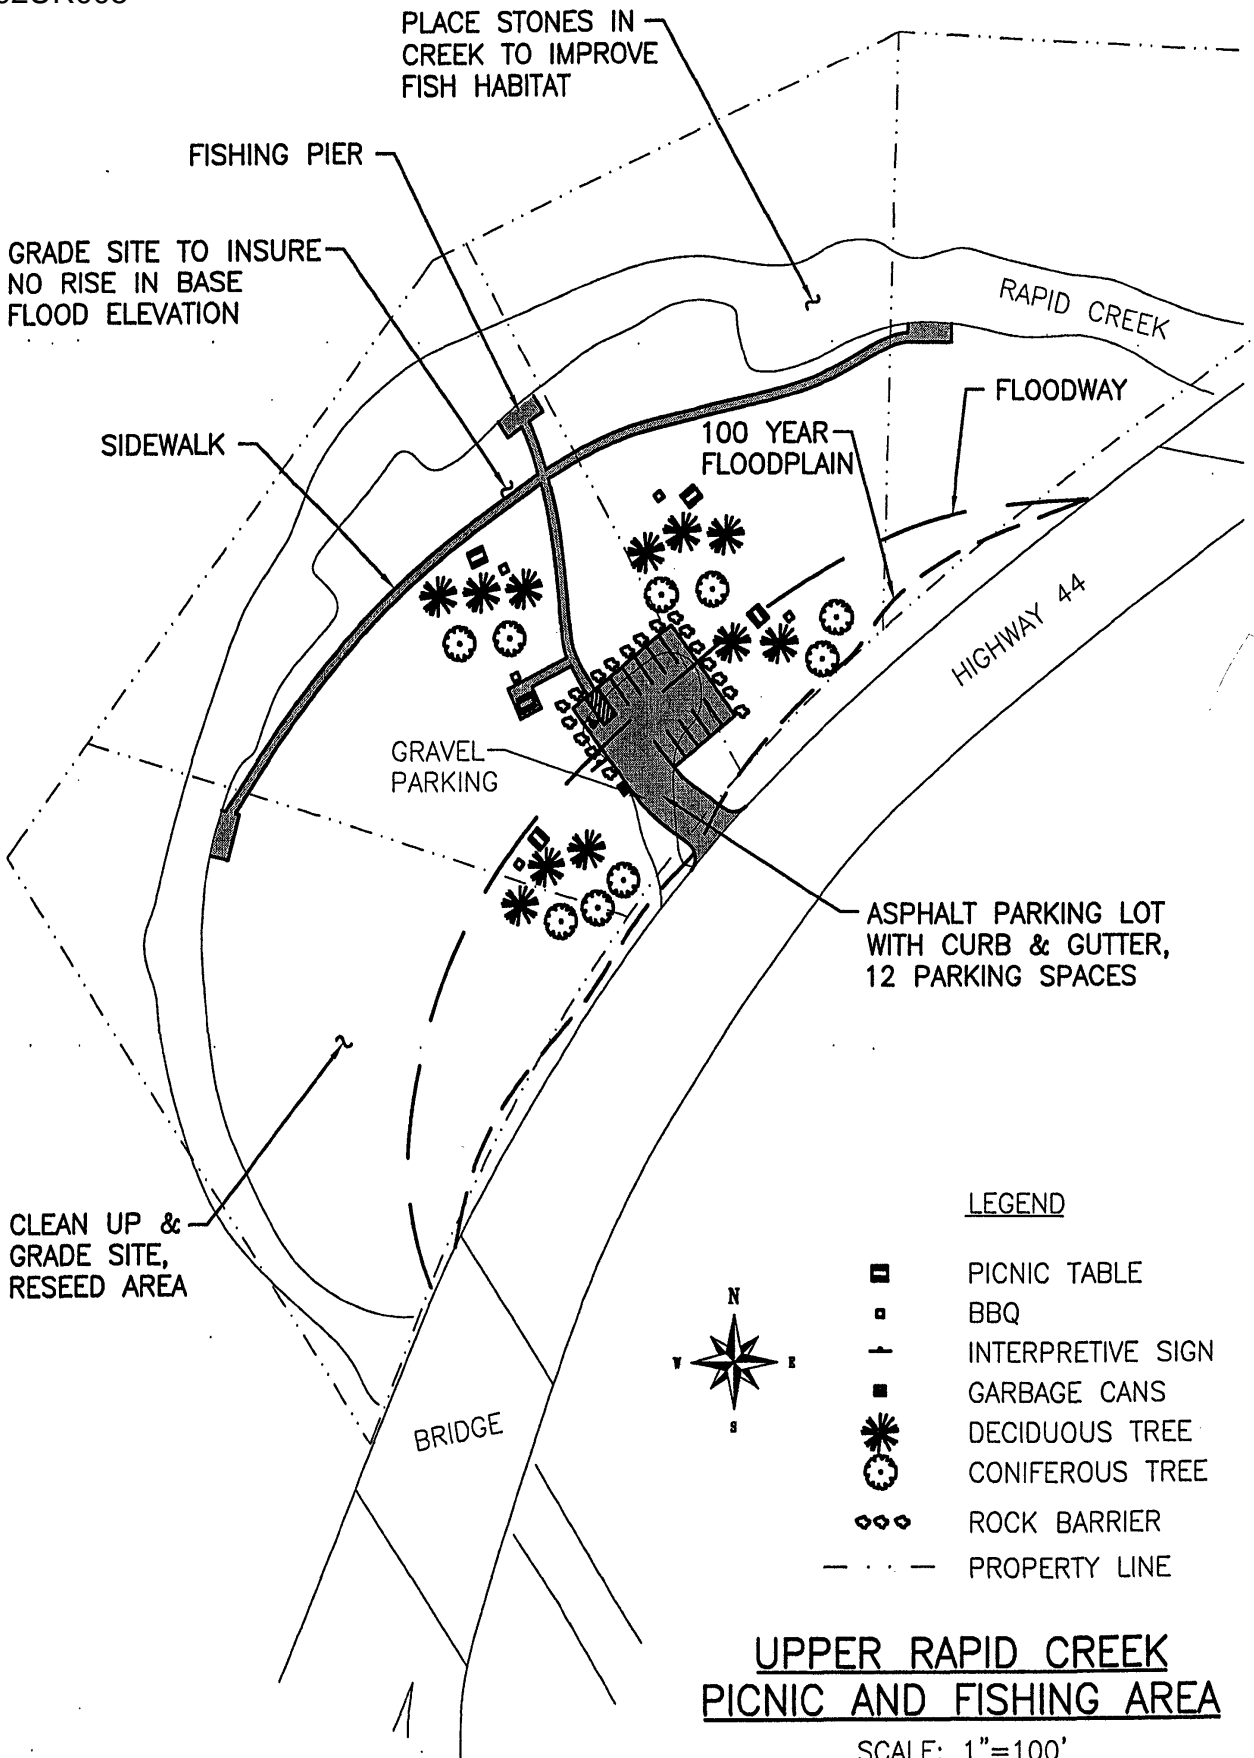 PLACE STONES IN
CREEK TO IMPROVE
FISH HABITAT
FISHING PIER
GRADE SITE TO INSURE
NO RISE IN BASE
FLOOD ELEVATION
RAPID CREEK
FLOODWAY
SIDEWALK
100 YEAR
FLOODPLAIN
HIGHWAY 44
GRAVEL
PARKING
ASPHALT PARKING LOT
WITH CURB & GUTTER,
12 PARKING SPACES
CLEAN UP &
GRADE SITE,
RESEED AREA
BRIDGE
N
W
E
S
LEGEND
PICNIC TABLE
BBQ
INTERPRETIVE SIGN
GARBAGE CANS
DECIDUOUS TREE
CONIFEROUS TREE
ROCK BARRIER
PROPERTY LINE
UPPER RAPID CREEK
PICNIC AND FISHING AREA
SCALE: 1"=100'